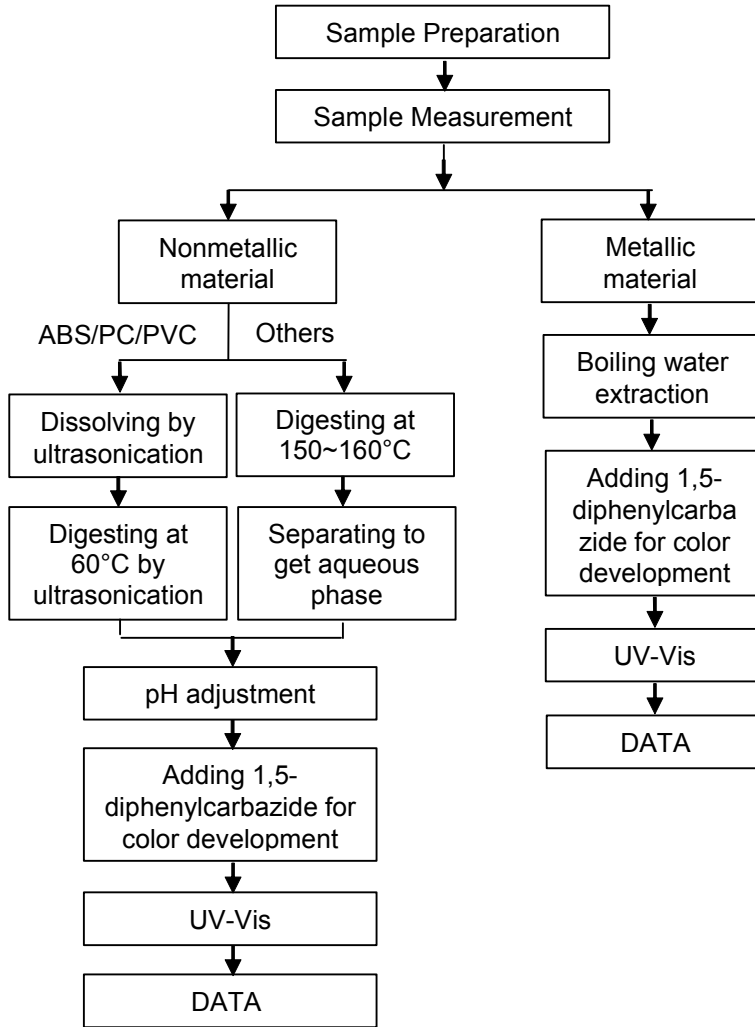 Sample Preparation
Sample Measurement
Nonmetallic
material
ABS/PC/PVC
Others
Dissolving by
ultrasonication
Digesting at
150~160°C
Digesting at
60°C by
ultrasonication
Separating to
get aqueous
phase
pH adjustment
Adding 1,5-
diphenylcarbazide for
color development
UV-Vis
DATA
Metallic
material
Boiling water
extraction
Adding 1,5-
diphenylcarba
zide for color
development
UV-Vis
DATA